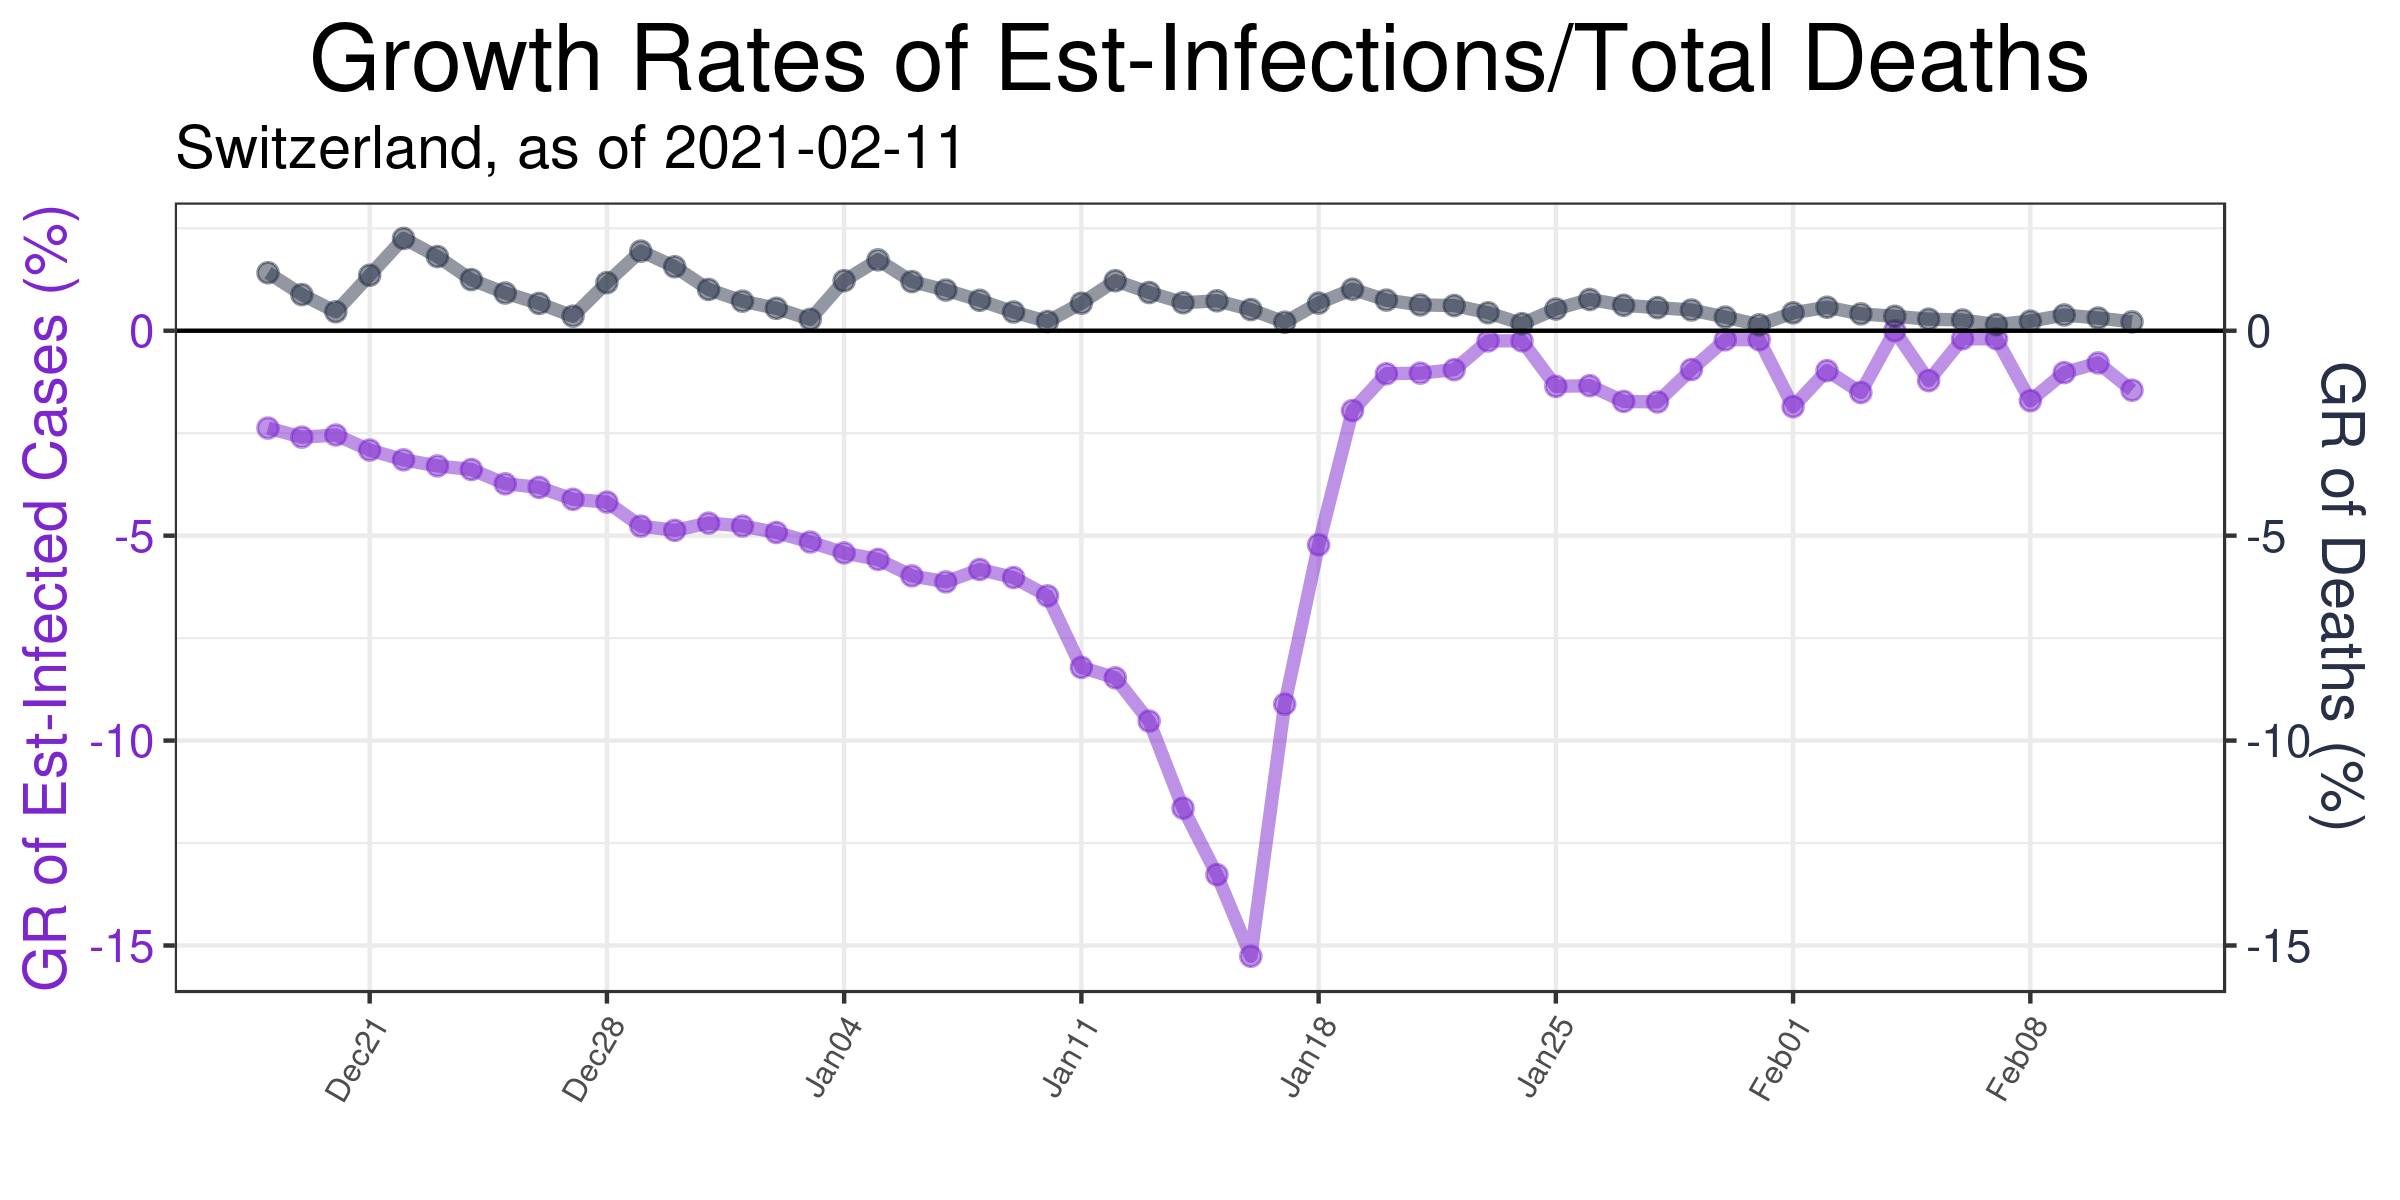 Growth Rates of Est-Infections/Total Deaths
Switzerland, as of 2021-02-11
GR of Est-Infected Cases (%)
0
-5
-10
-15
0
-5
-10
-15
GR of Deaths (%)
Dec21
Dec28
Jan04
Jan11
Jan18
Jan25
Feb01
Feb08